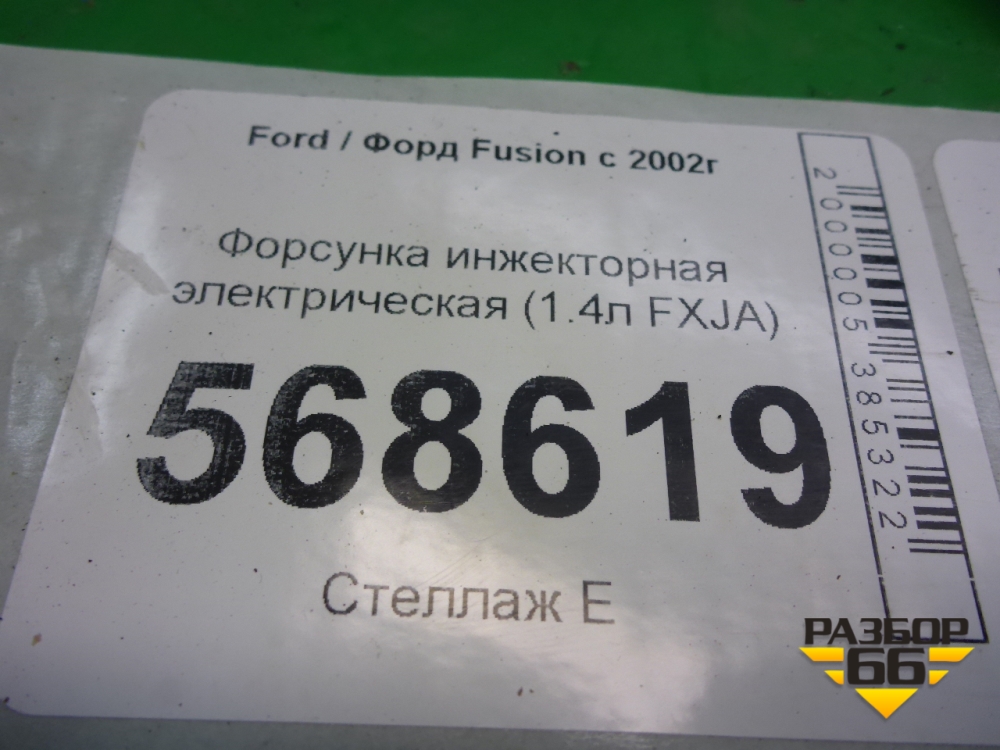 Ford / Форд Fusion с 2002г
Форсунка инжекторная
электрическая (1.4л FXJA)
568619
Стеллаж Е
2000005385322
РАЗБОР
66